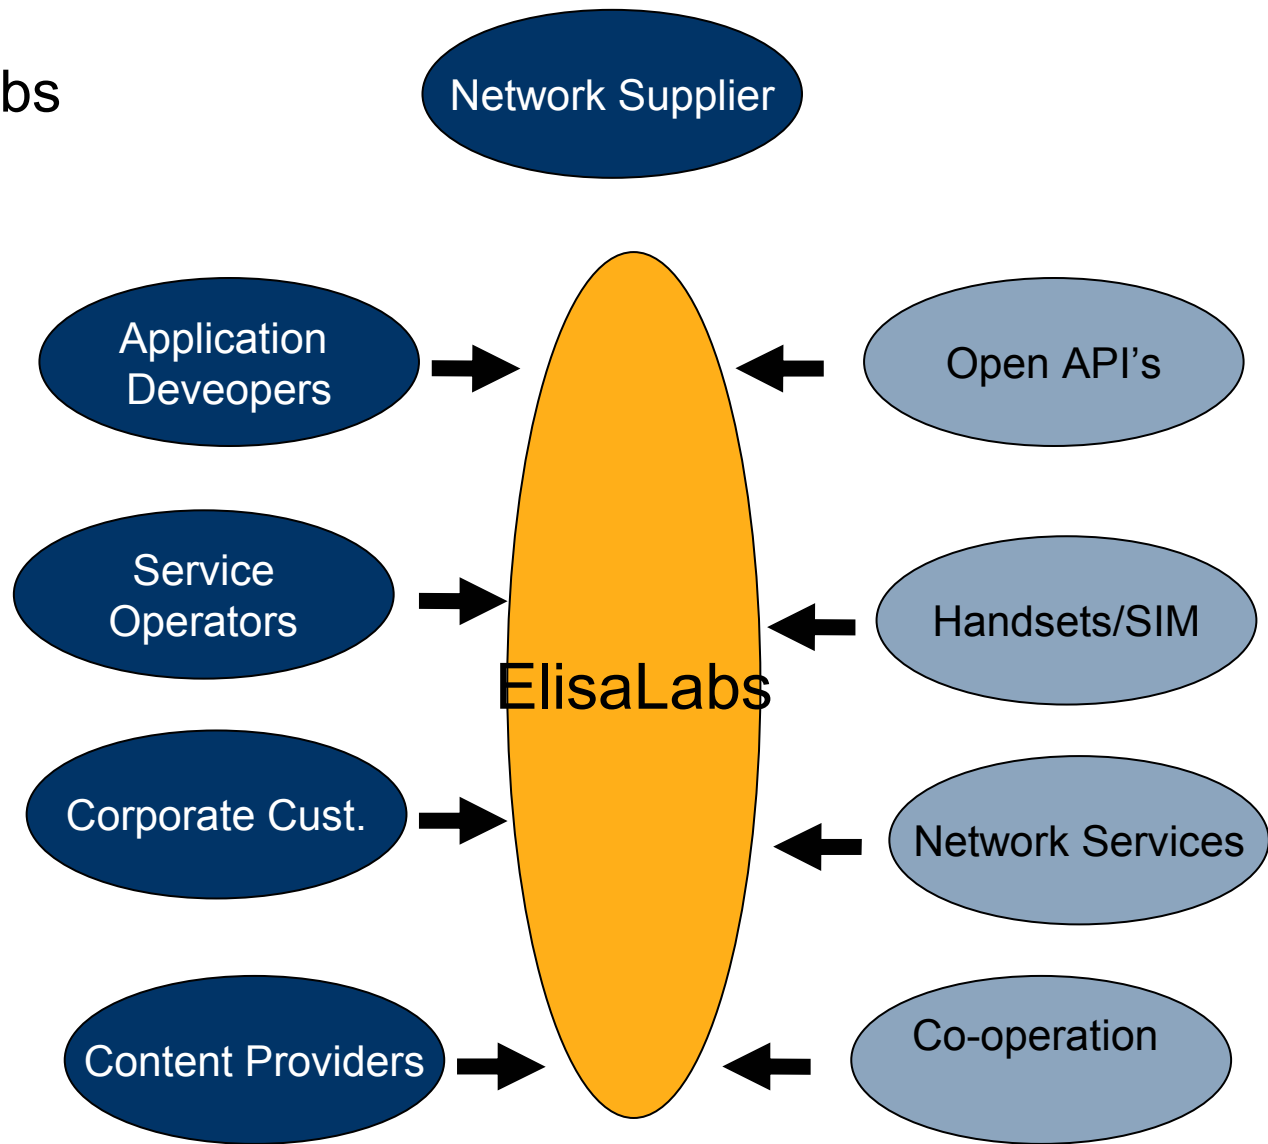 bs
Network Supplier
Application
Deveopers
Open API's
Service
Operators
Handsets/SIM
ElisaLabs
Corporate Cust.
Network Services
Content Providers
Co-operation